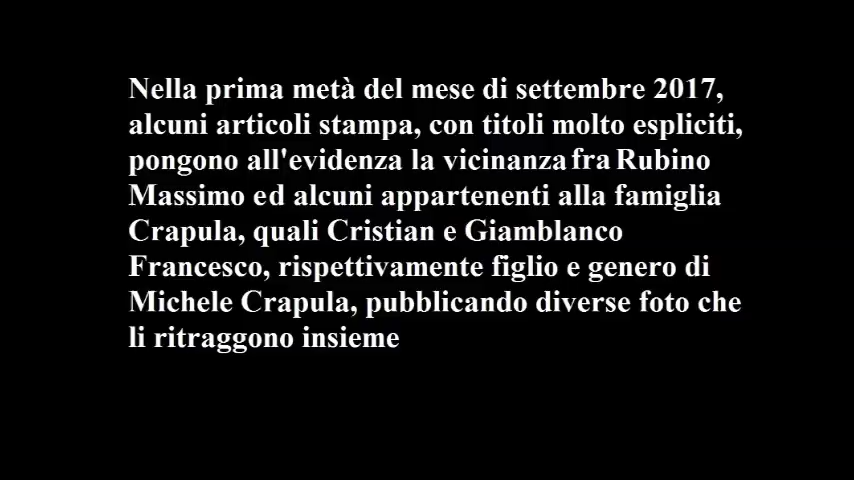 Nella prima metà del mese di settembre 2017,
alcuni articoli stampa, con titoli molto espliciti,
pongono all'evidenza la vicinanza fra Rubino
Massimo ed alcuni appartenenti alla famiglia
Crapula, quali Cristian e Giamblanco
Francesco, rispettivamente figlio e genero di
Michele Crapula, pubblicando diverse foto che
li ritraggono insieme